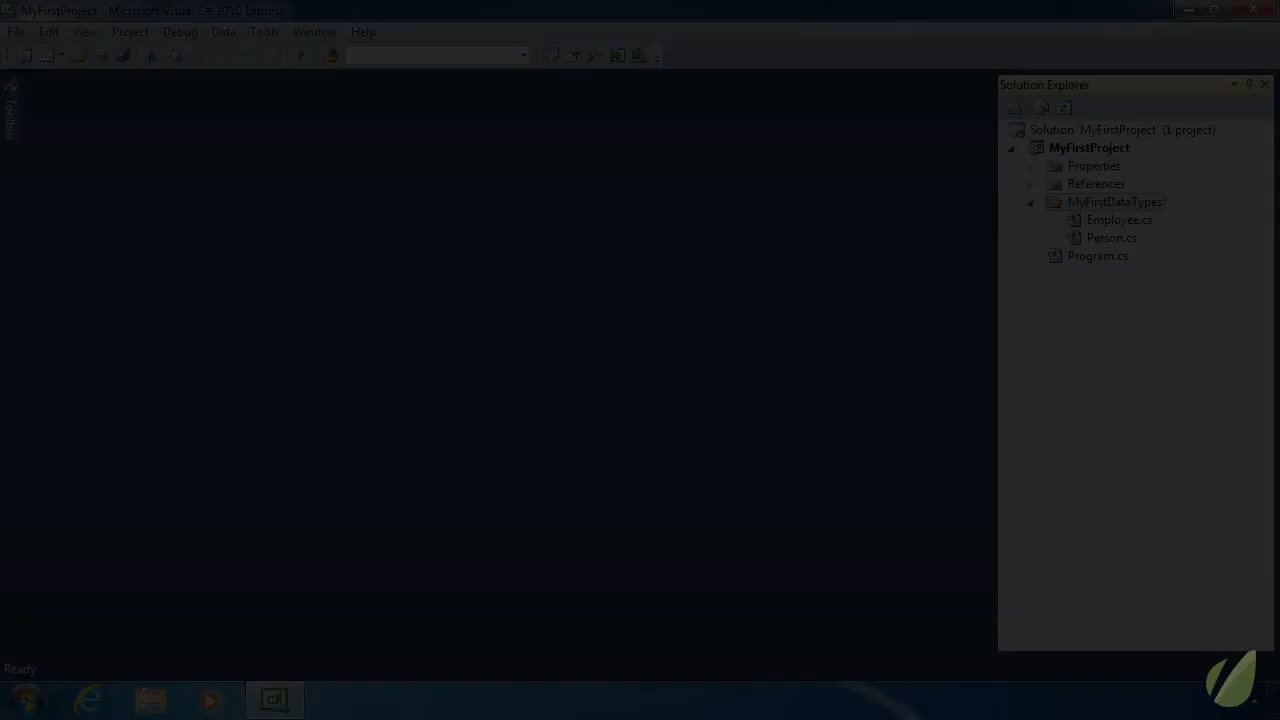 MyFirstProject - Microsoft Visual C# 2010 Express
File Edit View Project Debug Data Tools Window Help
Toolbox
Solution Explorer
Solution 'MyFirstProject' (1 project)
MyFirstProject
Properties
References
MyFirstDataTypes
Employee.cs
Person.cs
Program.cs
Ready
C#